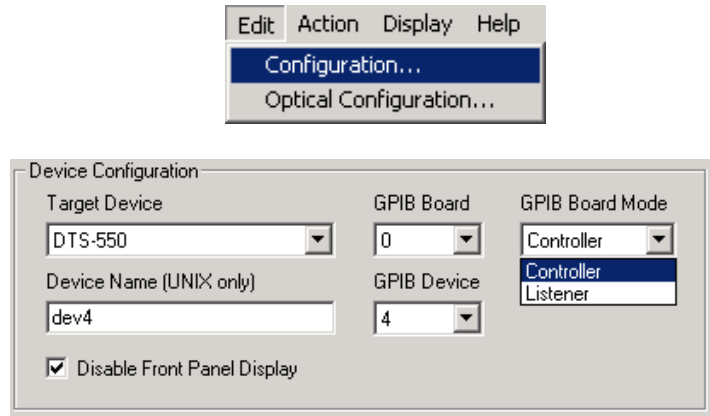 Edit Action Display Help
Configuration...
Optical Configuration...
Device Configuration
Target Device GPIB Board GPIB Board Mode
DTS-550 0 Controller
Controller
Listener
Device Name (UNIX only) GPIB Device
dev4 4
Disable Front Panel Display